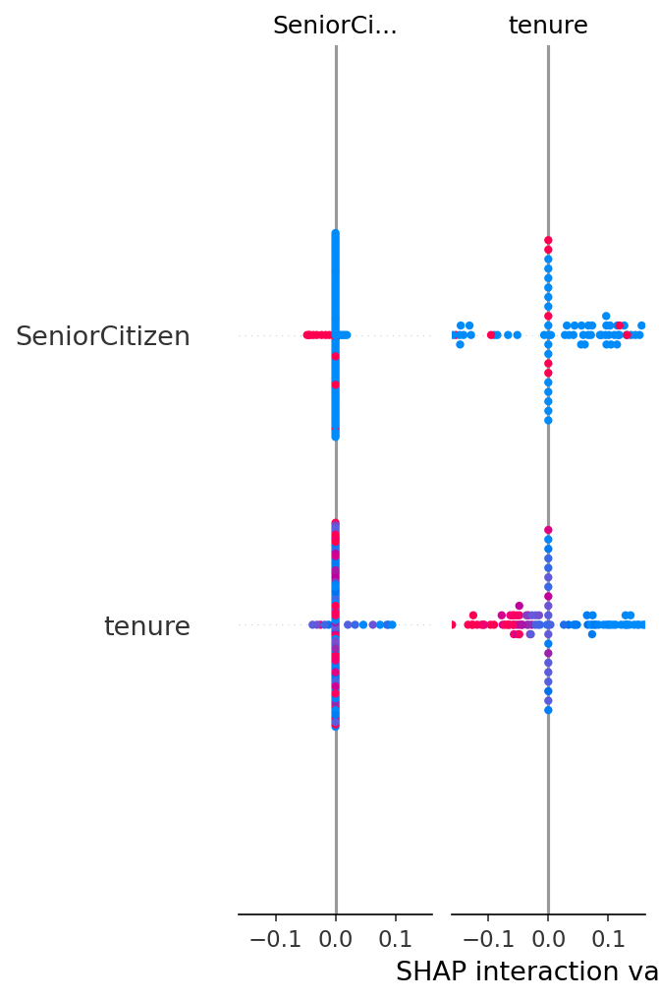 SeniorCi... tenure
SeniorCitizen
tenure
−0.1 0.0 0.1 −0.1 0.0 0.1
SHAP interaction va